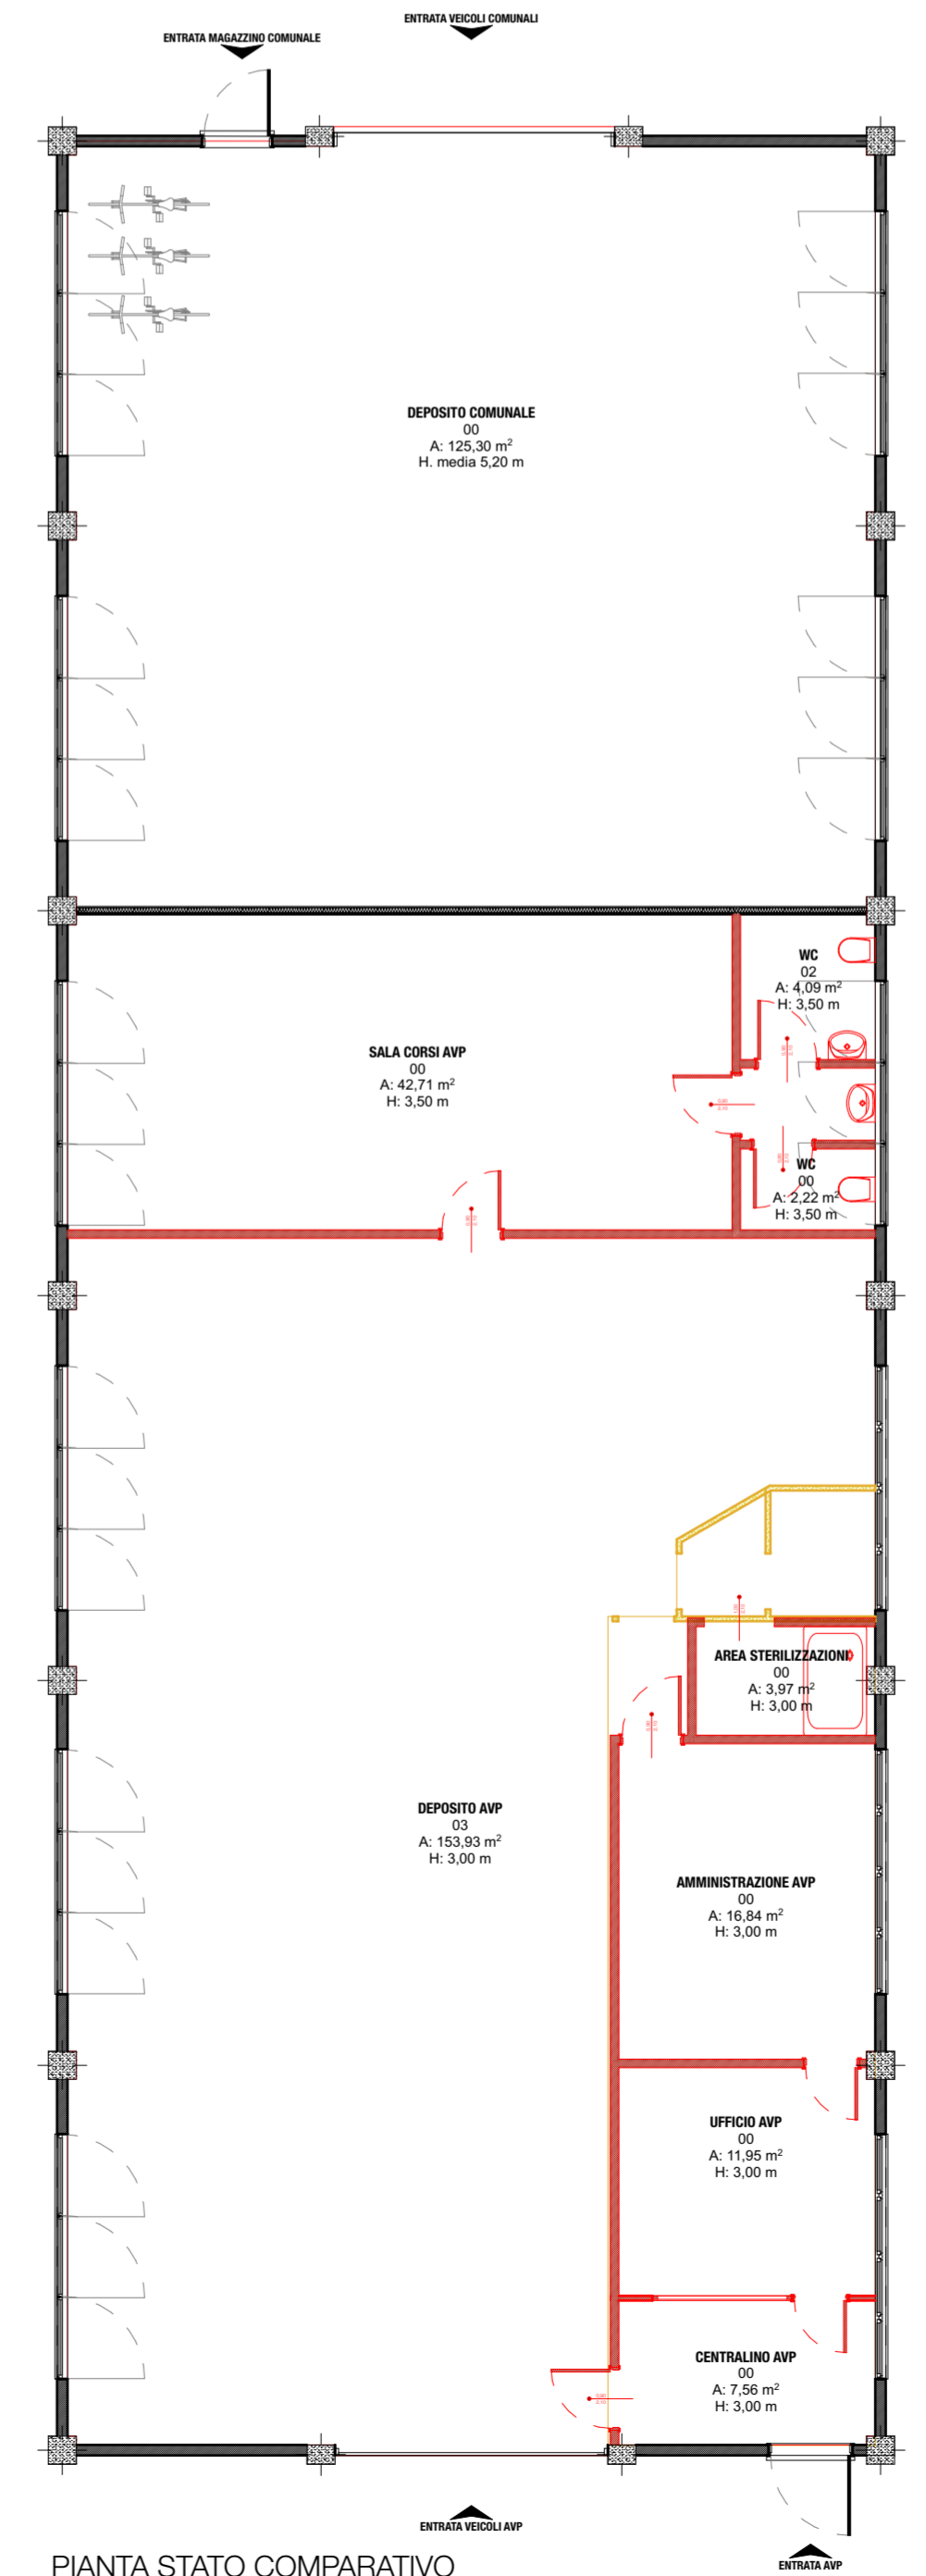 ENTRATA VEICOLI COMUNALI
ENTRATA MAGAZZINO COMUNALE
DEPOSITO COMUNALE
00
A: 125,30 m²
H. media 5,20 m
WC
02
A: 4,09 m²
H: 3,50 m
SALA CORSI AVP
00
A: 42,71 m²
H: 3,50 m
WC
00
A: 2,22 m²
H: 3,50 m
AREA STERILIZZAZIONI
00
A: 3,97 m²
H: 3,00 m
DEPOSITO AVP
03
A: 153,93 m²
H: 3,00 m
AMMINISTRAZIONE AVP
00
A: 16,84 m²
H: 3,00 m
UFFICIO AVP
00
A: 11,95 m²
H: 3,00 m
CENTRALINO AVP
00
A: 7,56 m²
H: 3,00 m
ENTRATA VEICOLI AVP
ENTRATA AVP
PIANTA STATO COMPARATIVO